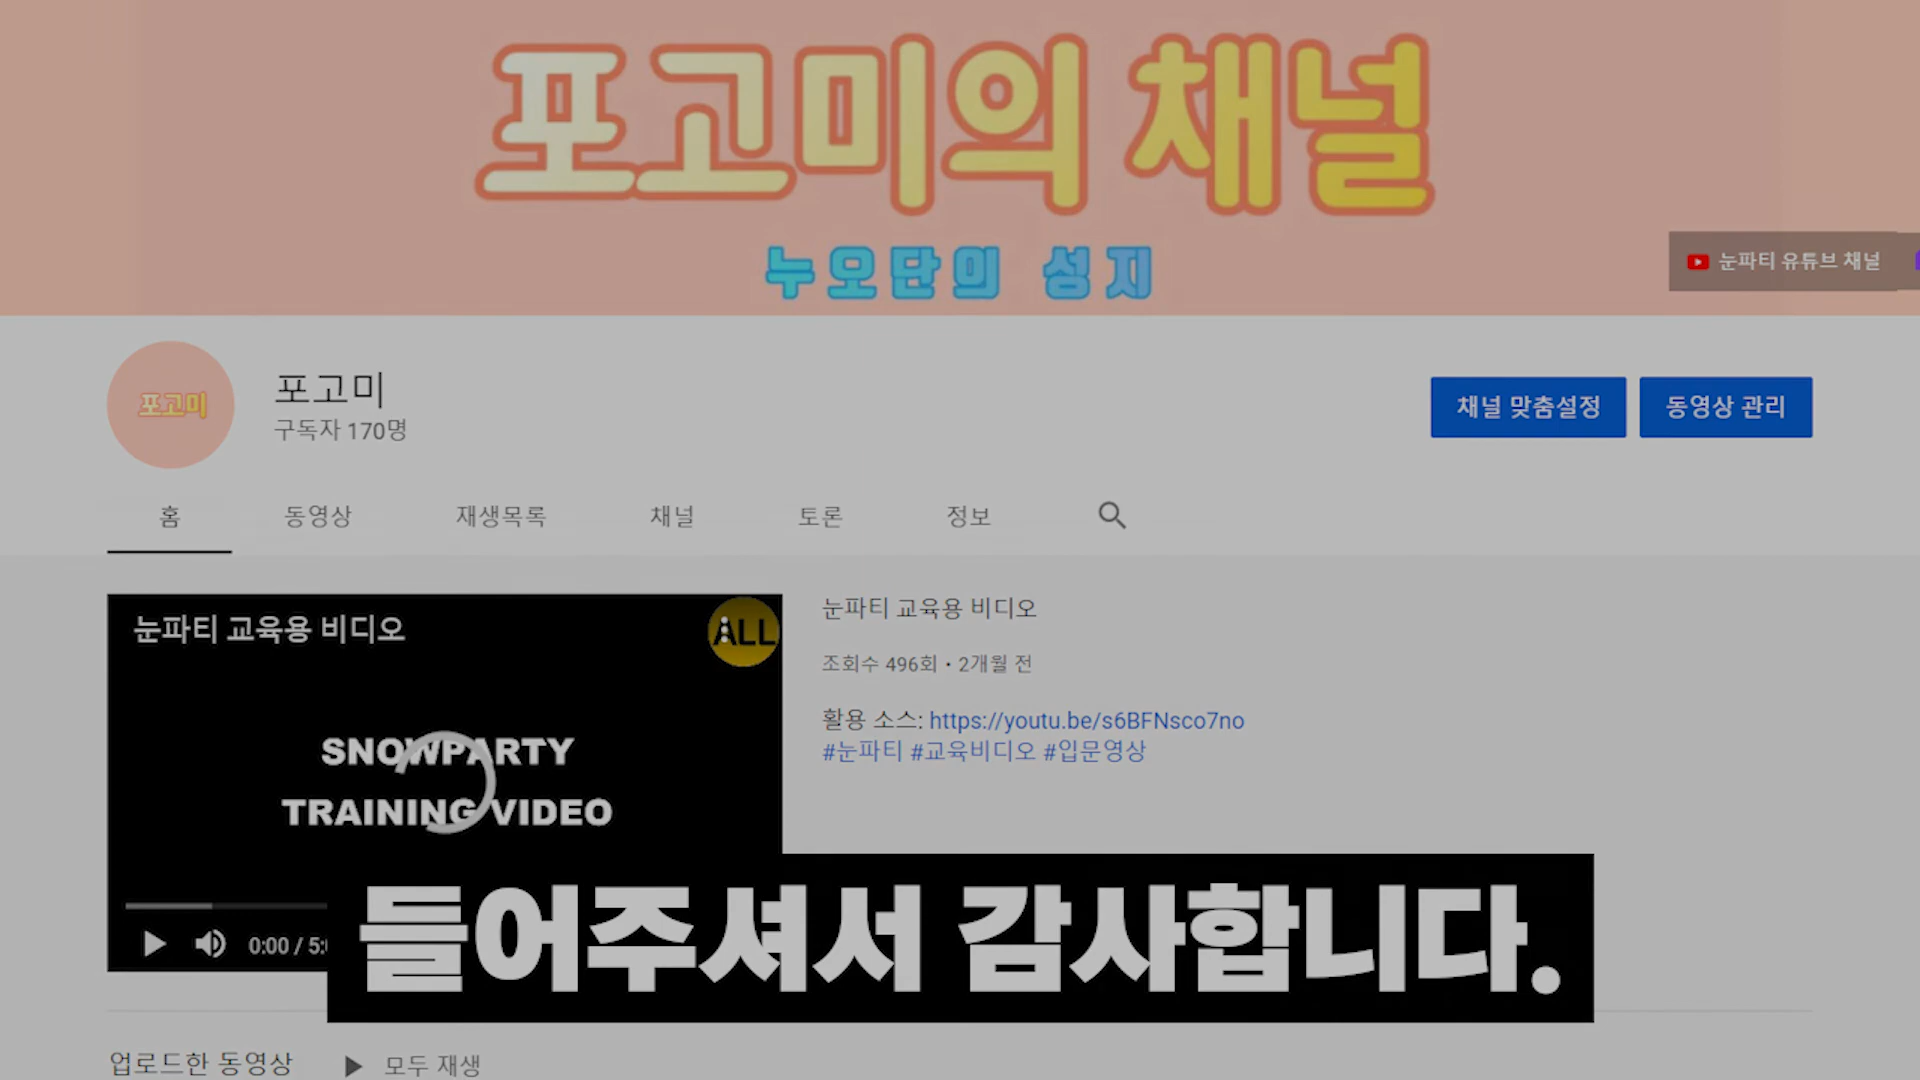 포고미의 채널
누오단의 성지
눈파티 유튜브 채널
포고미
포고미
구독자 170명
채널 맞춤설정
동영상 관리
홈
동영상
재생목록
채널
토론
정보
눈파티 교육용 비디오
ALL
SNOWPARTY
TRAINING VIDEO
0:00 / 5:
눈파티 교육용 비디오
조회수 496회 • 2개월 전
활용 소스: https://youtu.be/s6BFNsco7no
#눈파티 #교육비디오 #입문영상
들어주셔서 감사합니다.
업로드한 동영상
모두 재생